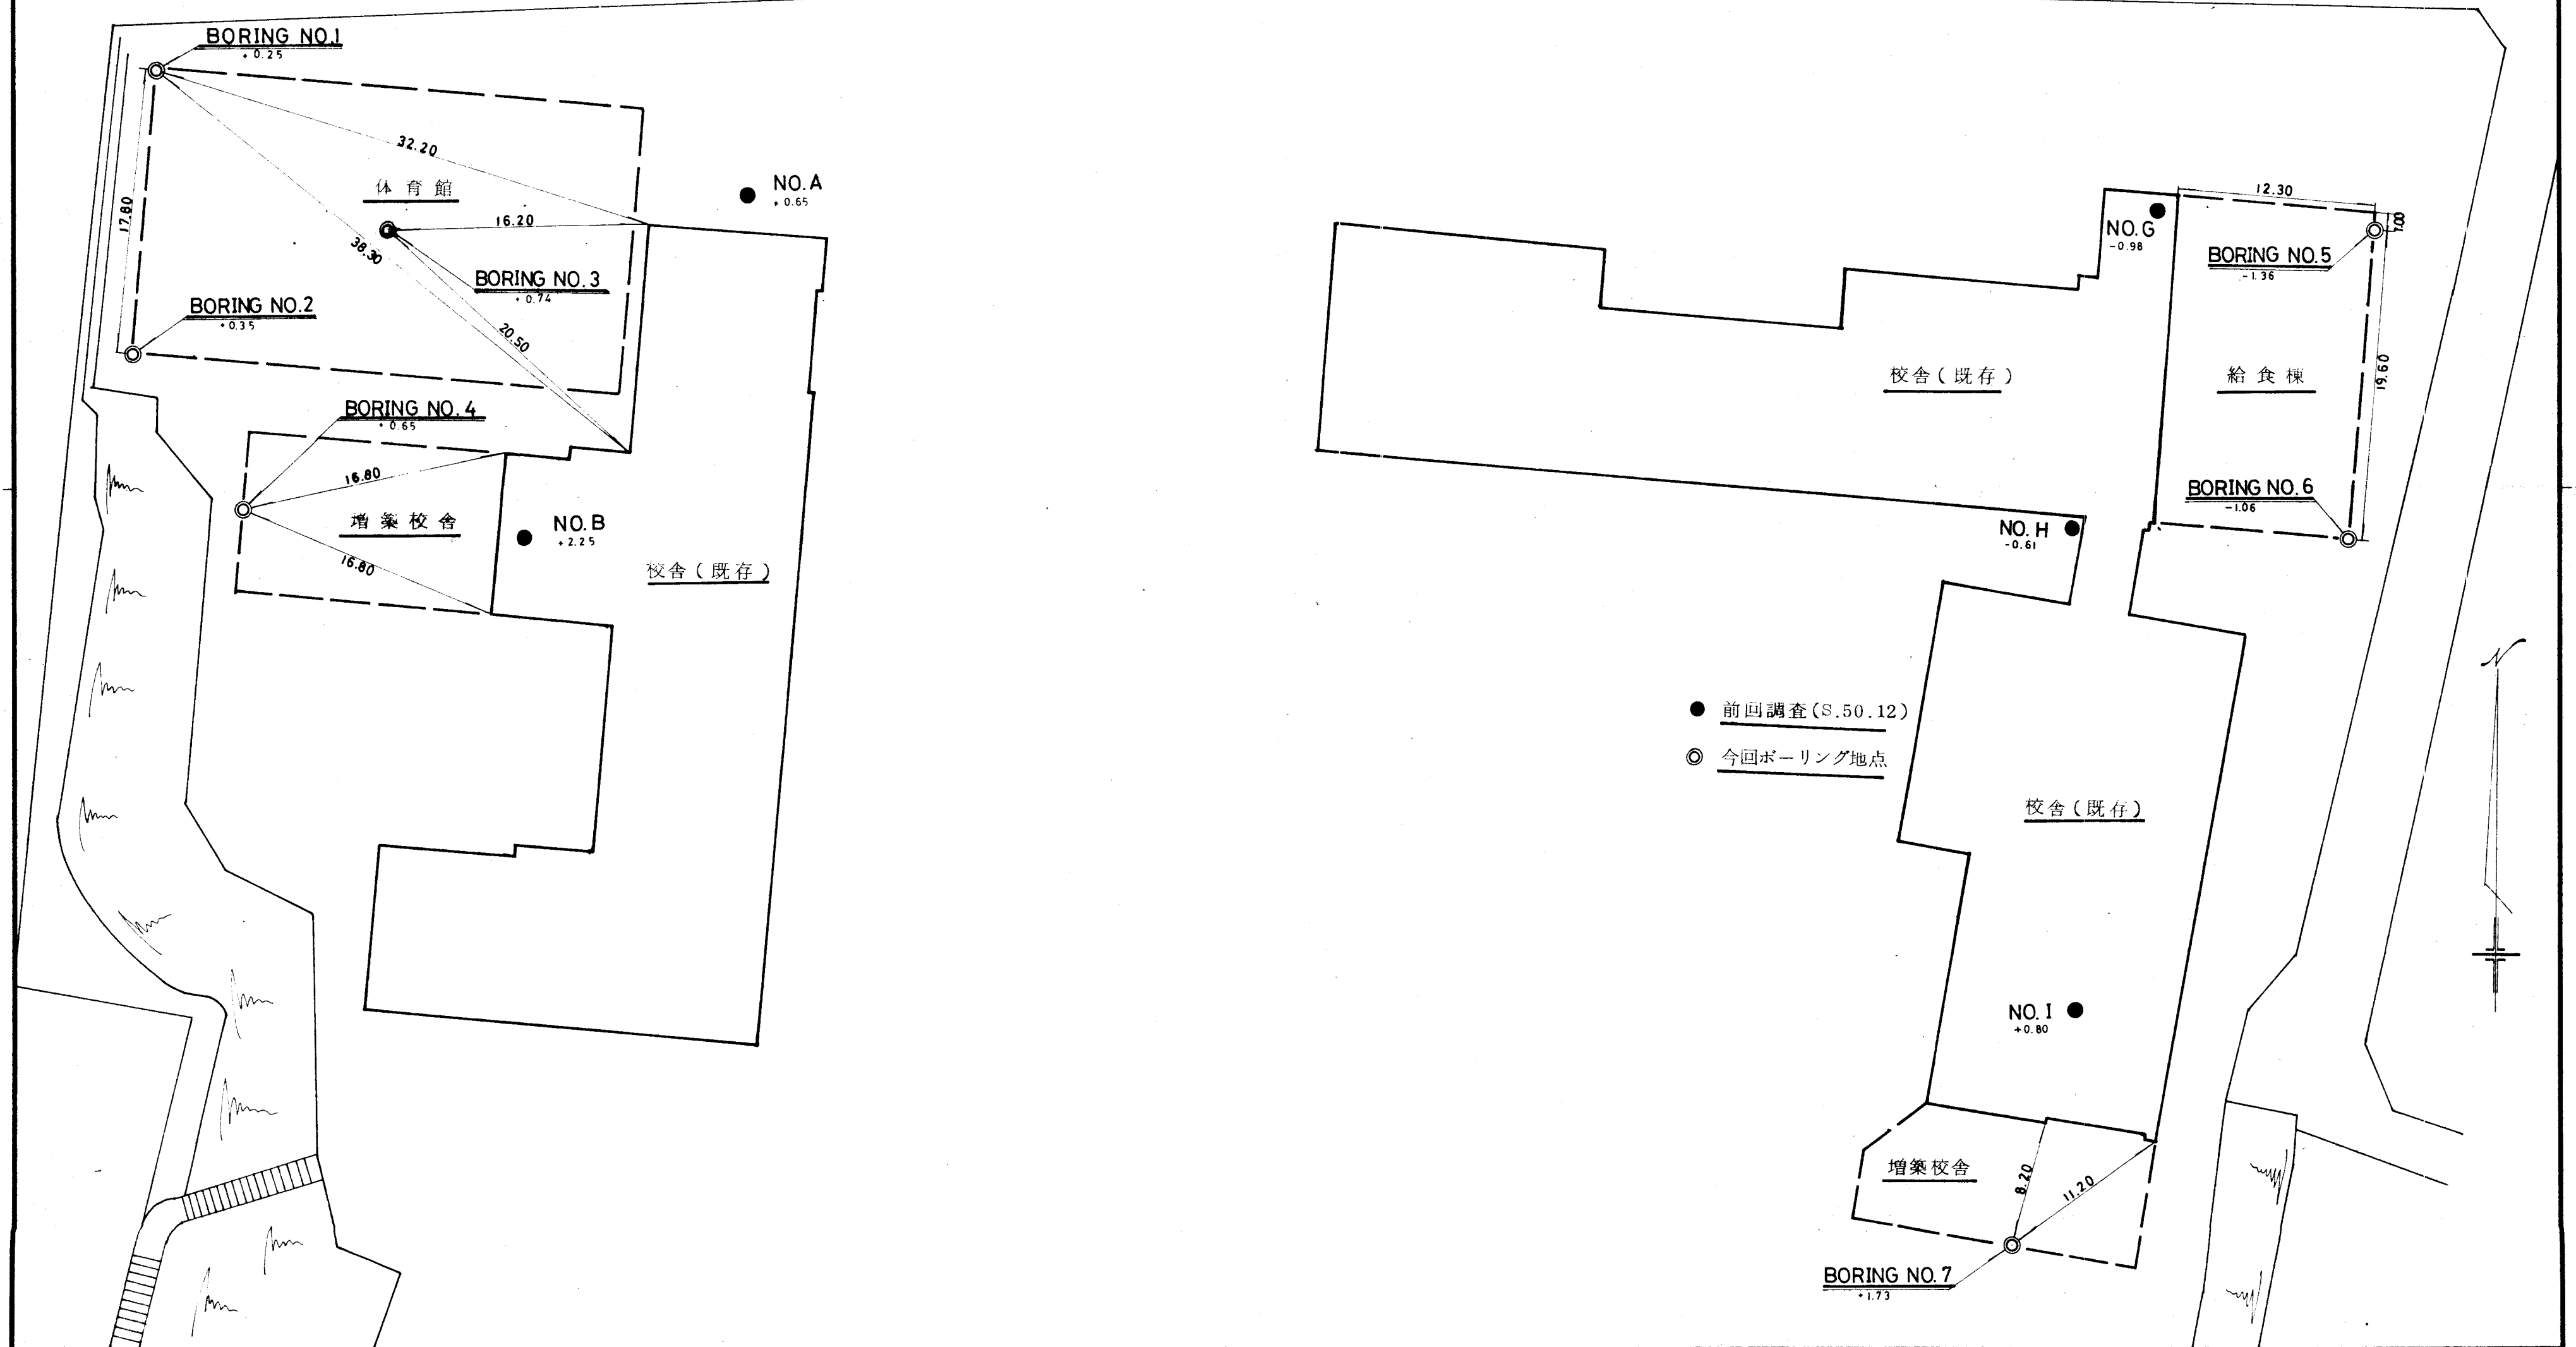 BORING NO.1
+0.25
32.20
体育館
17.80
16.20
38.30
BORING NO.3
+0.74
BORING NO.2
+0.35
20.50
NO.A
+0.65
BORING NO.4
+0.65
16.80
増築校舎
16.80
NO.B
+2.25
校舎(既存)
12.30
1.00
NO.G
-0.98
BORING NO.5
-1.36
校舎(既存)
給食棟
19.60
BORING NO.6
-1.06
NO.H
-0.61
N
● 前回調査(S.50.12)
◎ 今回ボーリング地点
校舎(既存)
NO.I
+0.80
増築校舎
8.20
11.20
BORING NO.7
+1.73